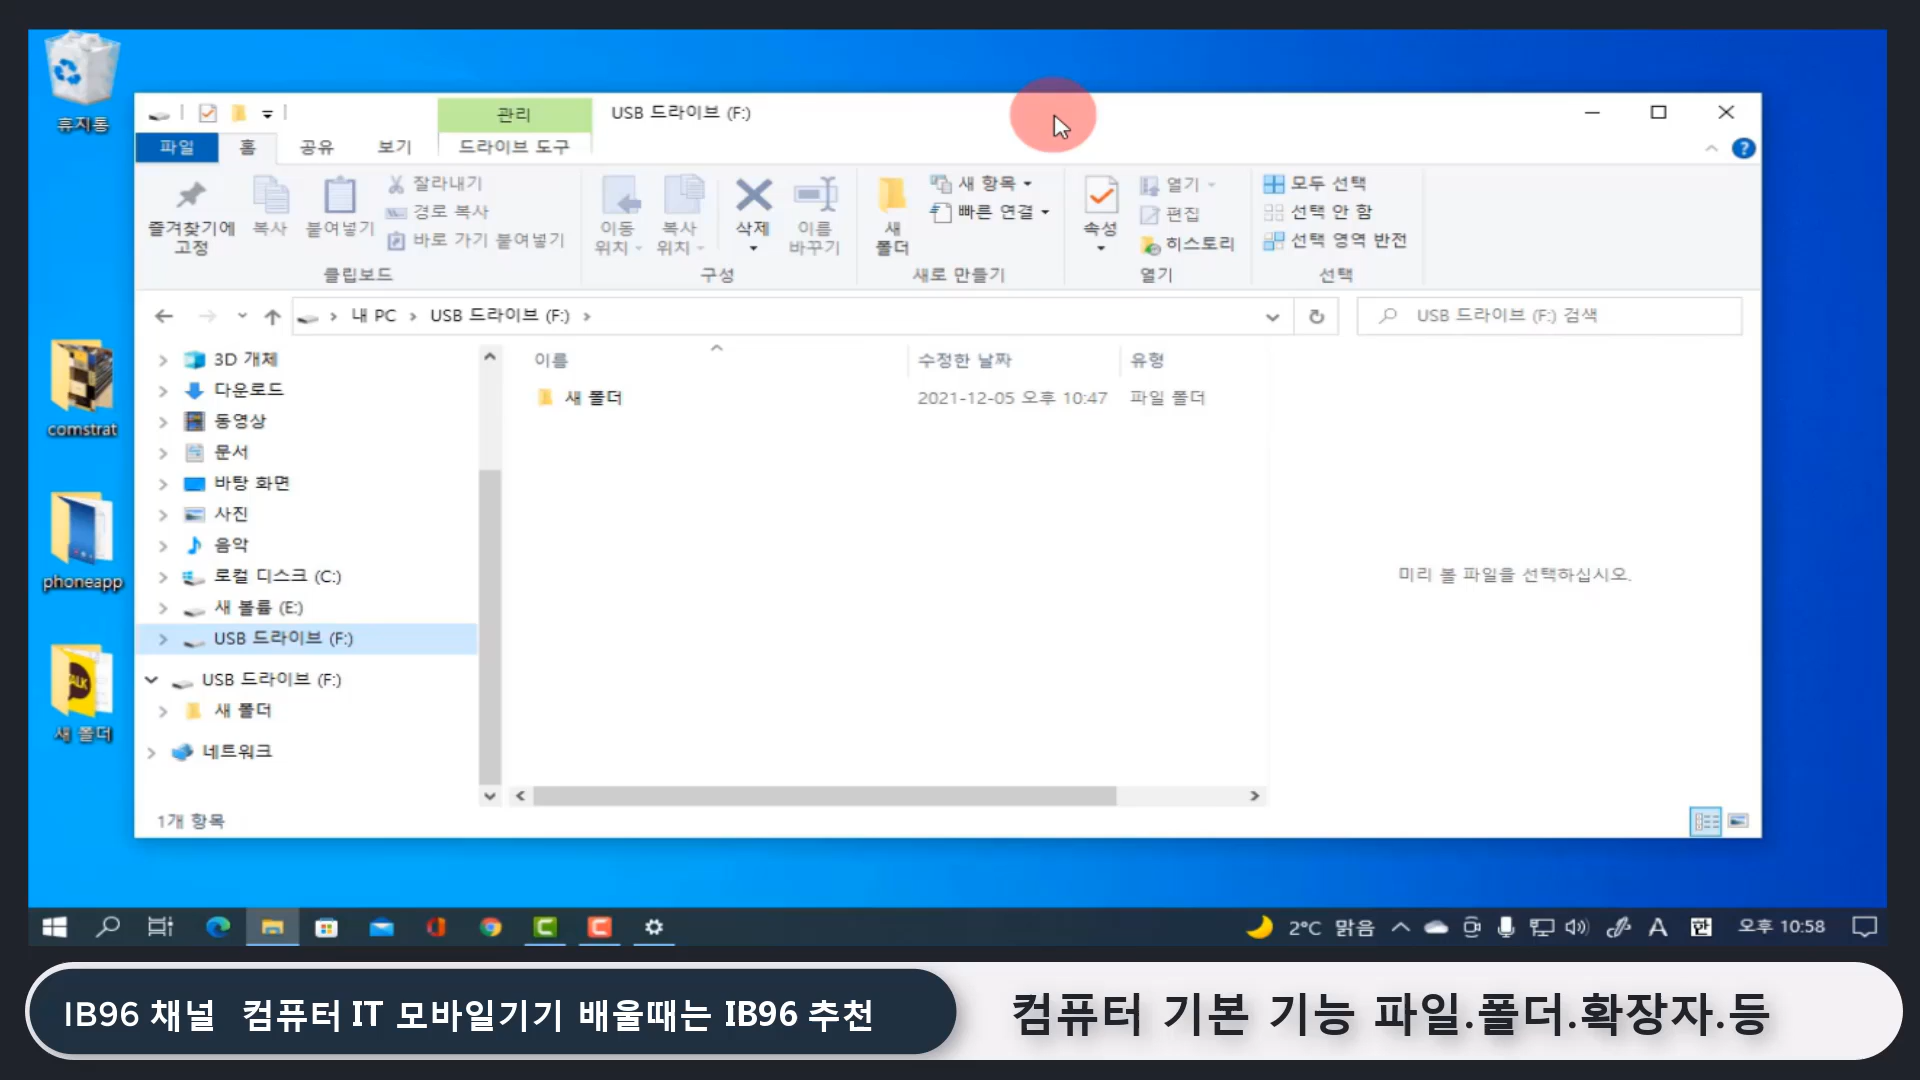 휴지통
관리
USB 드라이브 (F:)
파일
홈
공유
보기
드라이브 도구
즐겨찾기에
고정
복사
붙여넣기
잘라내기
경로 복사
바로 가기 붙여넣기
클립보드
이동
위치
복사
위치
삭제
이름
바꾸기
구성
새
폴더
새 항목
빠른 연결
새로 만들기
속성
열기
편집
히스토리
열기
모두 선택
선택 안 함
선택 영역 반전
선택
내 PC
USB 드라이브 (F:)
USB 드라이브 (F:) 검색
3D 개체
다운로드
동영상
문서
바탕 화면
사진
음악
로컬 디스크 (C:)
새 볼륨 (E:)
USB 드라이브 (F:)
USB 드라이브 (F:)
새 폴더
네트워크
이름
수정한 날짜
유형
새 폴더
2021-12-05 오후 10:47
파일 폴더
미리 볼 파일을 선택하십시오.
1개 항목
comstrat
phoneapp
새 폴더
2°C 맑음
A
한
오후 10:58
IB96 채널 컴퓨터 IT 모바일기기 배울때는 IB96 추천
컴퓨터 기본 기능 파일.폴더.확장자.등